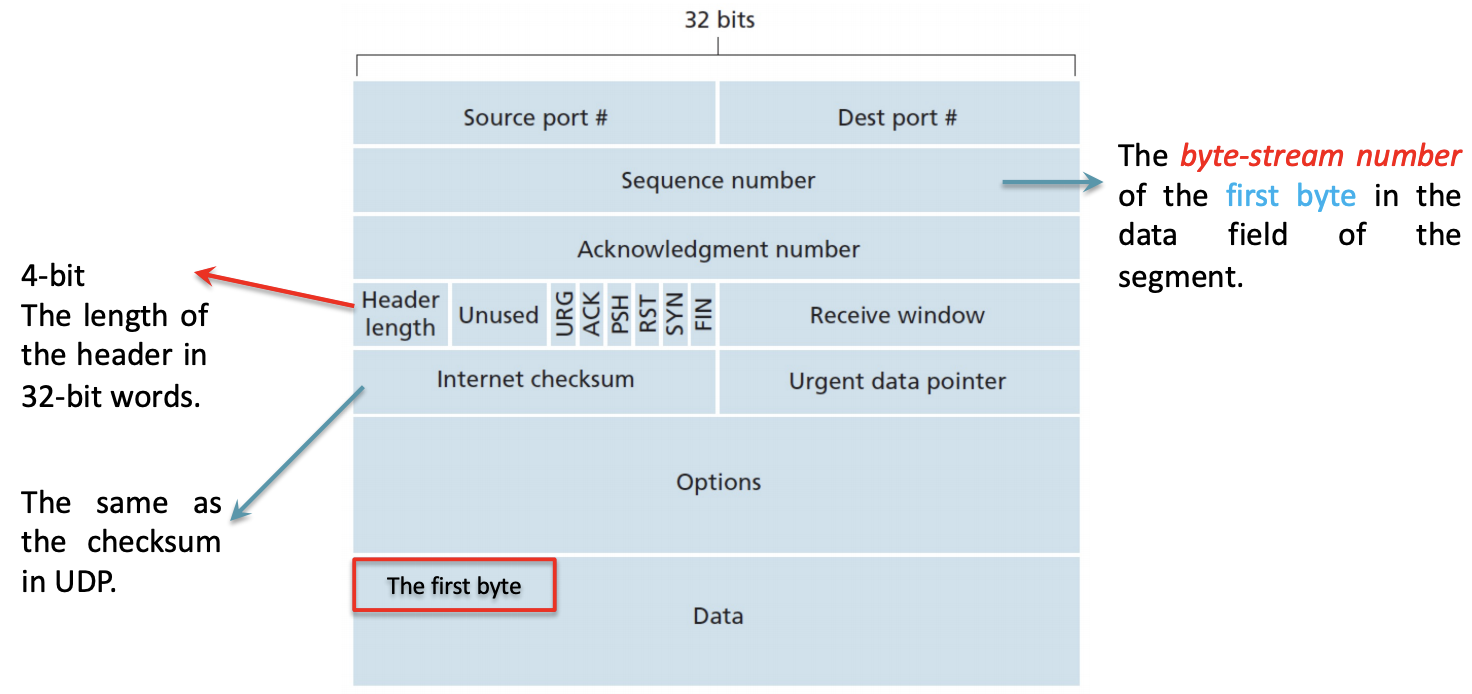 32 bits
Source port #
Dest port #
Sequence number
The byte-stream number
of the first byte in the
data field of the
segment.
Acknowledgment number
4-bit
The length of
the header in
32-bit words.
Header
length
Unused
URG
ACK
PSH
RST
SYN
FIN
Receive window
Internet checksum
Urgent data pointer
Options
The same as
the checksum
in UDP.
The first byte
Data